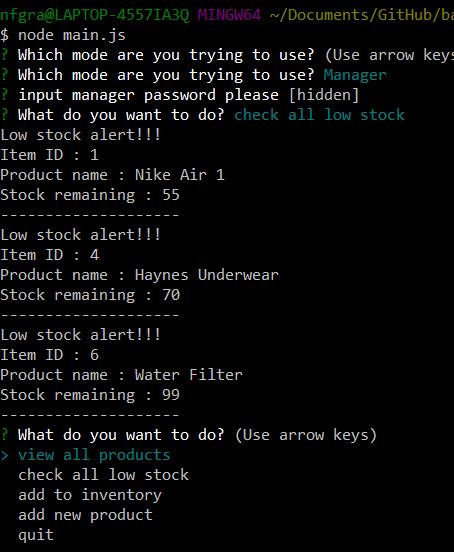 nfgra@LAPTOP-4557IA3Q MINGW64 ~/Documents/GitHub/ba
$ node main.js
? Which mode are you trying to use? (Use arrow keys
? Which mode are you trying to use? Manager
? input manager password please [hidden]
? What do you want to do? check all low stock
Low stock alert!!!
Item ID : 1
Product name : Nike Air 1
Stock remaining : 55
--------------------
Low stock alert!!!
Item ID : 4
Product name : Haynes Underwear
Stock remaining : 70
--------------------
Low stock alert!!!
Item ID : 6
Product name : Water Filter
Stock remaining : 99
--------------------
? What do you want to do? (Use arrow keys)
> view all products
  check all low stock
  add to inventory
  add new product
  quit